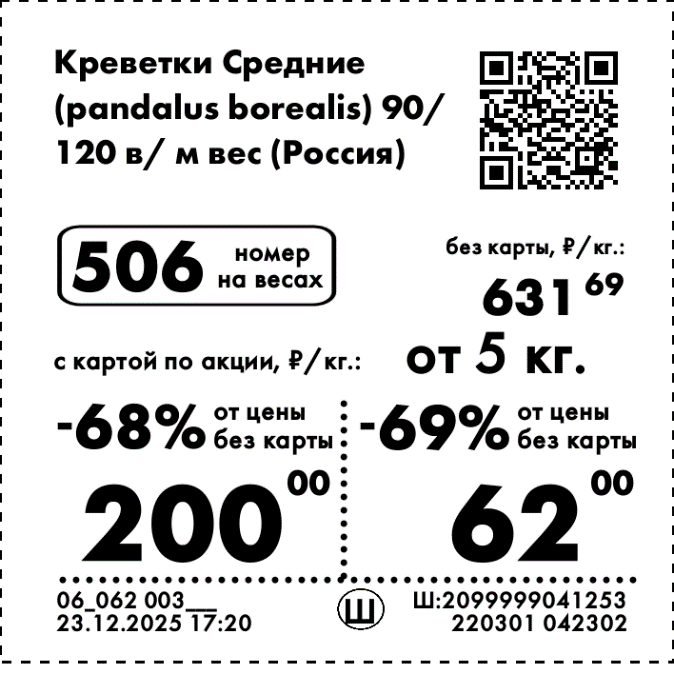 Креветки Средние
(pandalus borealis) 90/
120 в/ м вес (Россия)
506 номер на весах
без карты, ₽/кг.:
631 69
с картой по акции, ₽/кг.:
от 5 кг.
-68% от цены без карты
-69% от цены без карты
200 00
62 00
06_062 003___
23.12.2025 17:20
Ш
Ш:2099999041253
220301 042302